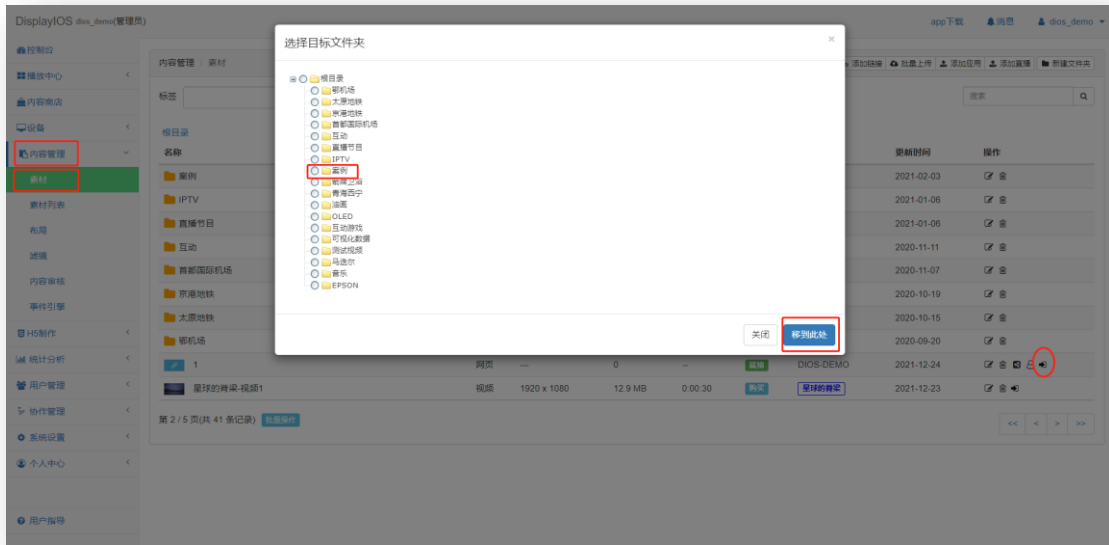 DisplayIOS dios_demo(管理员)
app下载 消息 dios_demo
控制台
播放中心
内容商店
设备
内容管理
素材
素材列表
布局
滤镜
内容审核
事件引擎
H5制作
统计分析
用户管理
协作管理
系统设置
个人中心
用户指导
内容管理 / 素材
添加链接 批量上传 添加应用 添加直播 新建文件夹
标签
搜索
根目录
名称 更新时间 操作
案例 2021-02-03
IPTV 2021-01-06
直播节目 2021-01-06
互动 2020-11-11
首都国际机场 2020-11-07
京港地铁 2020-10-19
太原地铁 2020-10-15
鄂机场 2020-09-20
1 网页 — 0 – 直播 DIOS-DEMO 2021-12-24
星球的脊梁-视频1 视频 1920 x 1080 12.9 MB 0:00:30 购买 星球的脊梁 2021-12-23
第 2 / 5 页(共 41 条记录) 批量操作
<< < > >>
选择目标文件夹
×
根目录
鄂机场
太原地铁
京港地铁
首都国际机场
互动
直播节目
IPTV
案例
箭牌卫浴
青海西宁
油画
OLED
互动游戏
可视化数据
测试视频
马迭尔
音乐
EPSON
关闭 移到此处